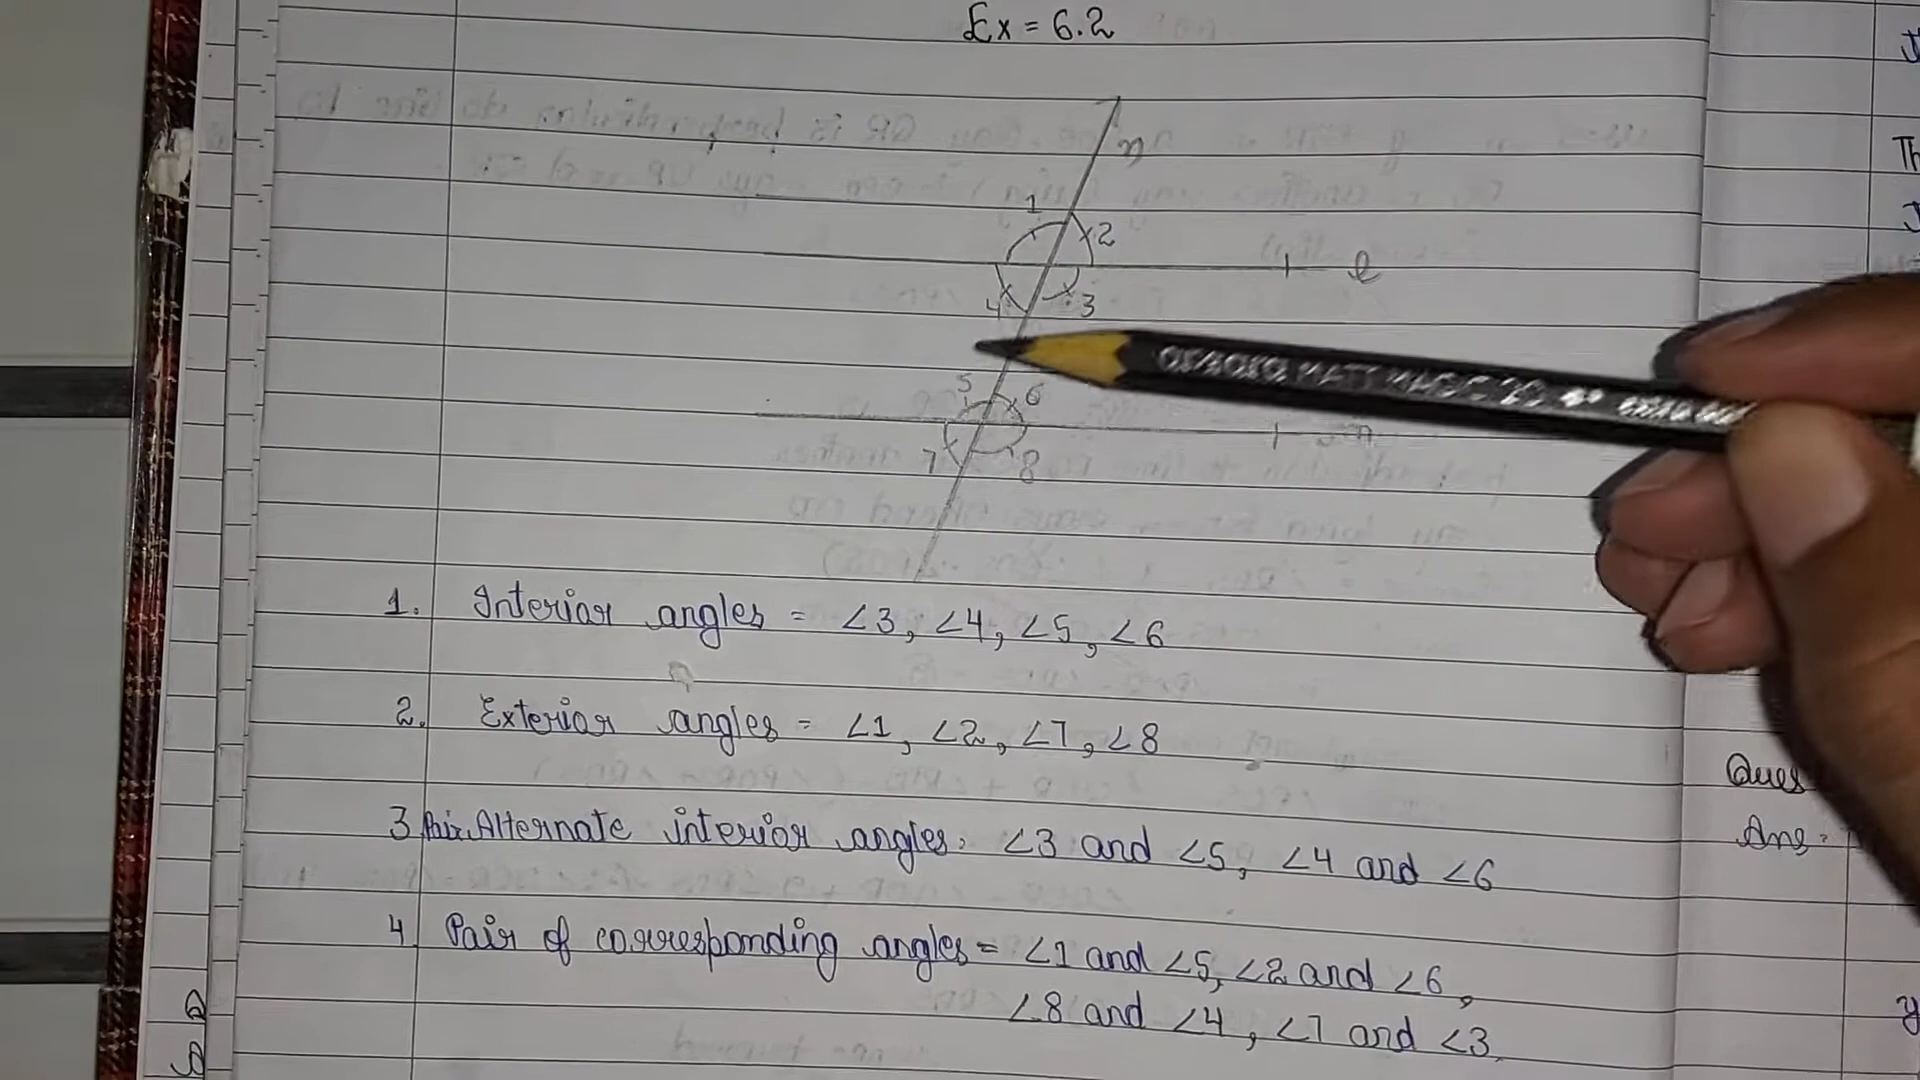 Ex = 6.2
n
1
2
l
4
3
5
6
7
8
1. Interior angles = ∠3, ∠4, ∠5, ∠6
2. Exterior angles = ∠1, ∠2, ∠7, ∠8
3 Pair Alternate interior angles = ∠3 and ∠5, ∠4 and ∠6
4 Pair of corresponding angles = ∠1 and ∠5, ∠2 and ∠6,
∠8 and ∠4, ∠7 and ∠3.
Th
Ques
Ans